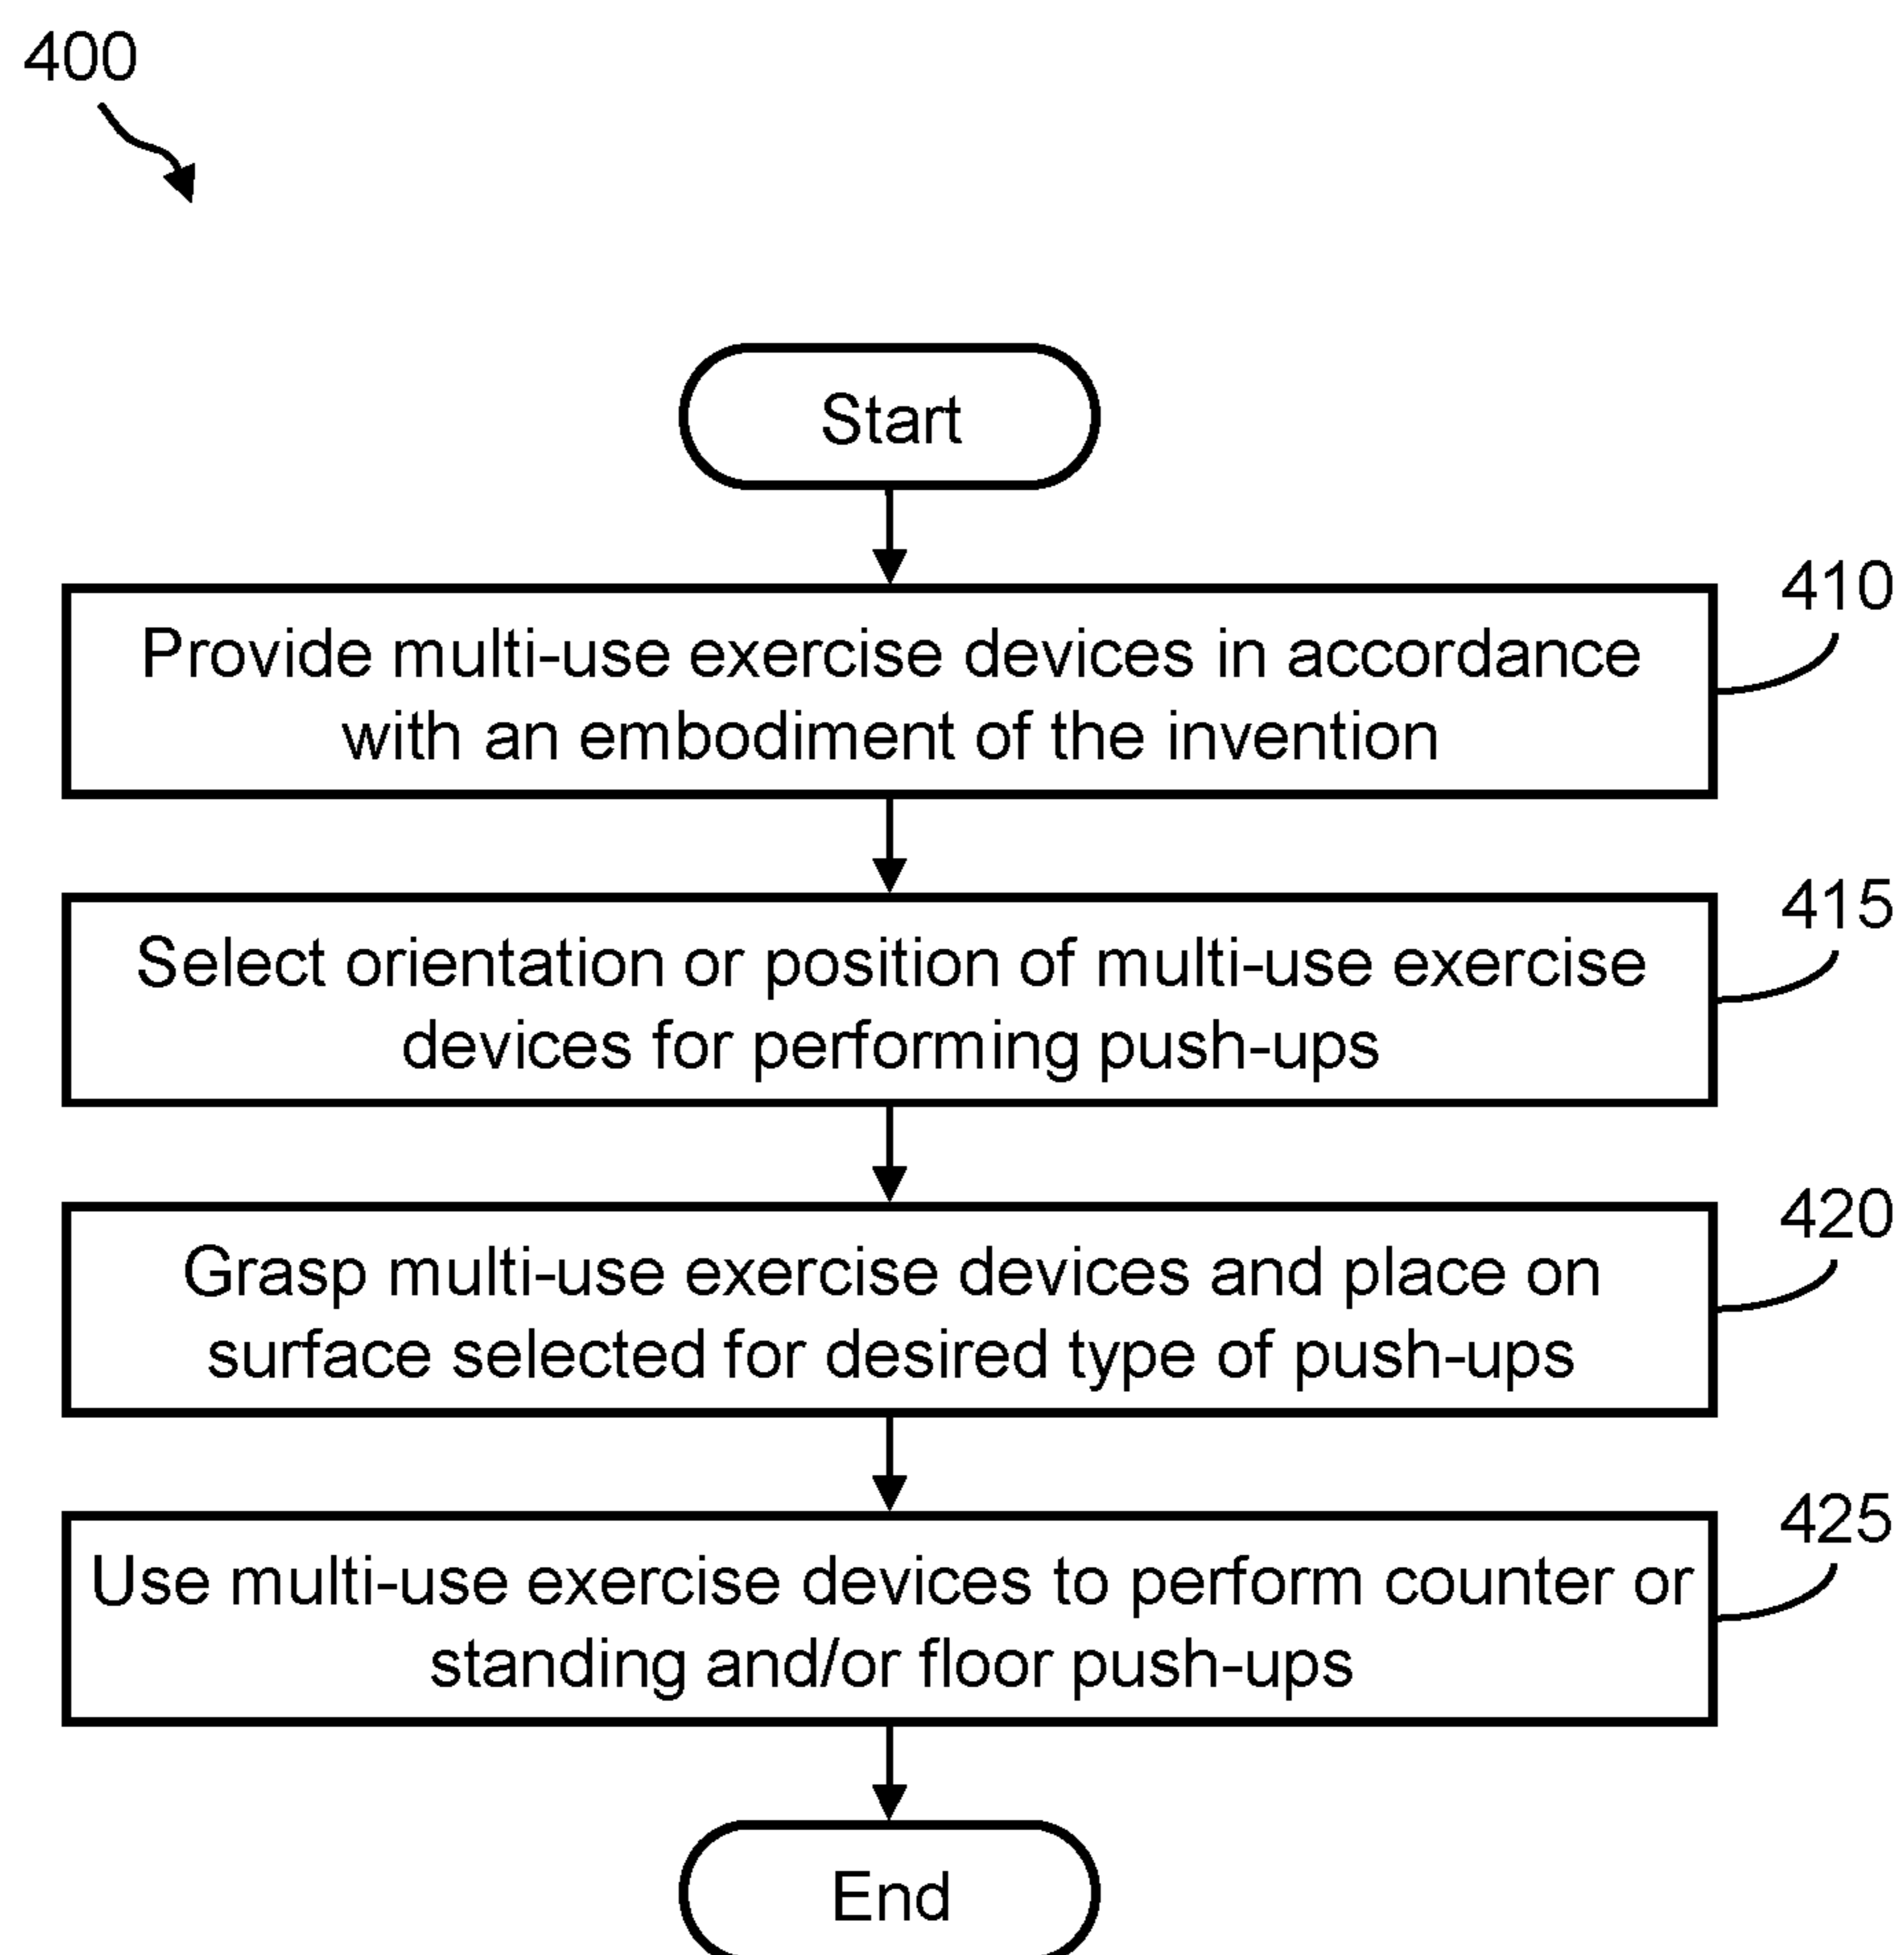 400
Start
410
Provide multi-use exercise devices in accordance
with an embodiment of the invention
415
Select orientation or position of multi-use exercise
devices for performing push-ups
420
Grasp multi-use exercise devices and place on
surface selected for desired type of push-ups
425
Use multi-use exercise devices to perform counter or
standing and/or floor push-ups
End